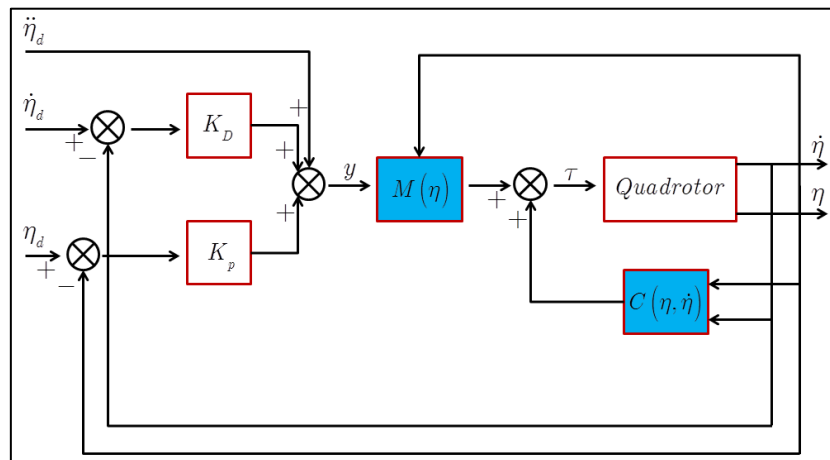 η̈_d
η̇_d
+
−
K_D
+
+
+
y
M(η)
+
+
τ
Quadrotor
η̇
η
η_d
+
−
K_p
C(η, η̇)